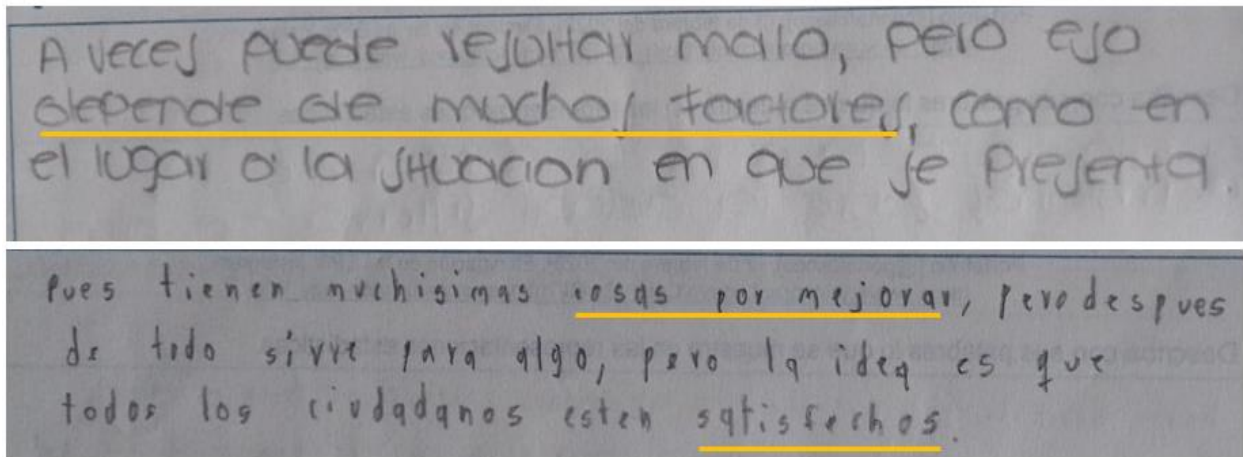 A veces puede resultar malo, pero eso
depende de muchos factores, como en
el lugar o la situacion en que se presenta.
Pues tienen muchisimas cosas por mejorar, pero despues
de todo sirve para algo, pero la idea es que
todos los ciudadanos esten satisfechos.